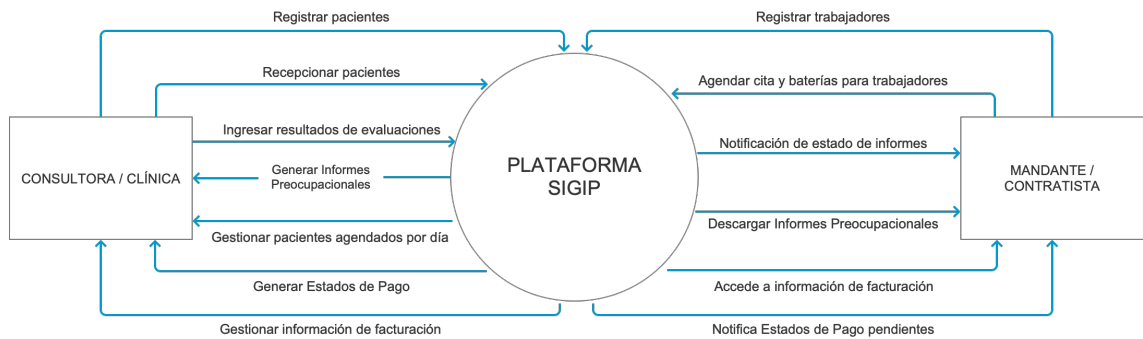 Registrar pacientes
Registrar trabajadores
Recepcionar pacientes
Agendar cita y baterías para trabajadores
Ingresar resultados de evaluaciones
Notificación de estado de informes
CONSULTORA / CLÍNICA
Generar Informes
Preocupacionales
PLATAFORMA
SIGIP
MANDANTE /
CONTRATISTA
Gestionar pacientes agendados por día
Descargar Informes Preocupacionales
Generar Estados de Pago
Accede a información de facturación
Gestionar información de facturación
Notifica Estados de Pago pendientes